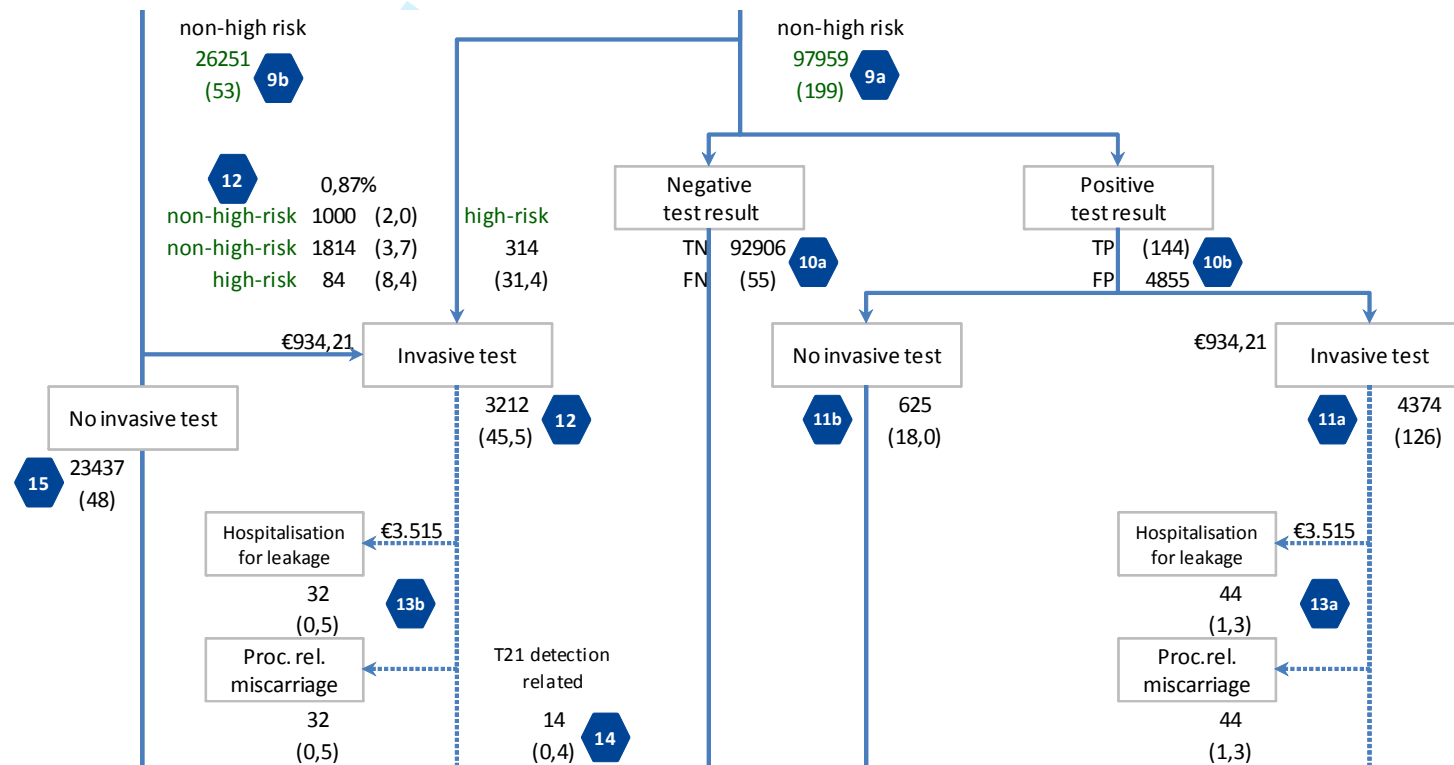 non-high risk
26251
(53)
9b
non-high risk
97959
(199)
9a
12
0,87%
non-high-risk 1000 (2,0)
non-high-risk 1814 (3,7)
high-risk 84 (8,4)
high-risk
314
(31,4)
Negative
test result
TN 92906
FN (55)
10a
Positive
test result
TP (144)
FP 4855
10b
€934,21
Invasive test
3212
(45,5)
12
No invasive test
23437
(48)
15
No invasive test
625
(18,0)
11b
€934,21
Invasive test
4374
(126)
11a
Hospitalisation
for leakage
€3.515
32
(0,5)
13b
Proc. rel.
miscarriage
32
(0,5)
T21 detection
related
14
(0,4)
14
Hospitalisation
for leakage
€3.515
44
(1,3)
13a
Proc.rel.
miscarriage
44
(1,3)